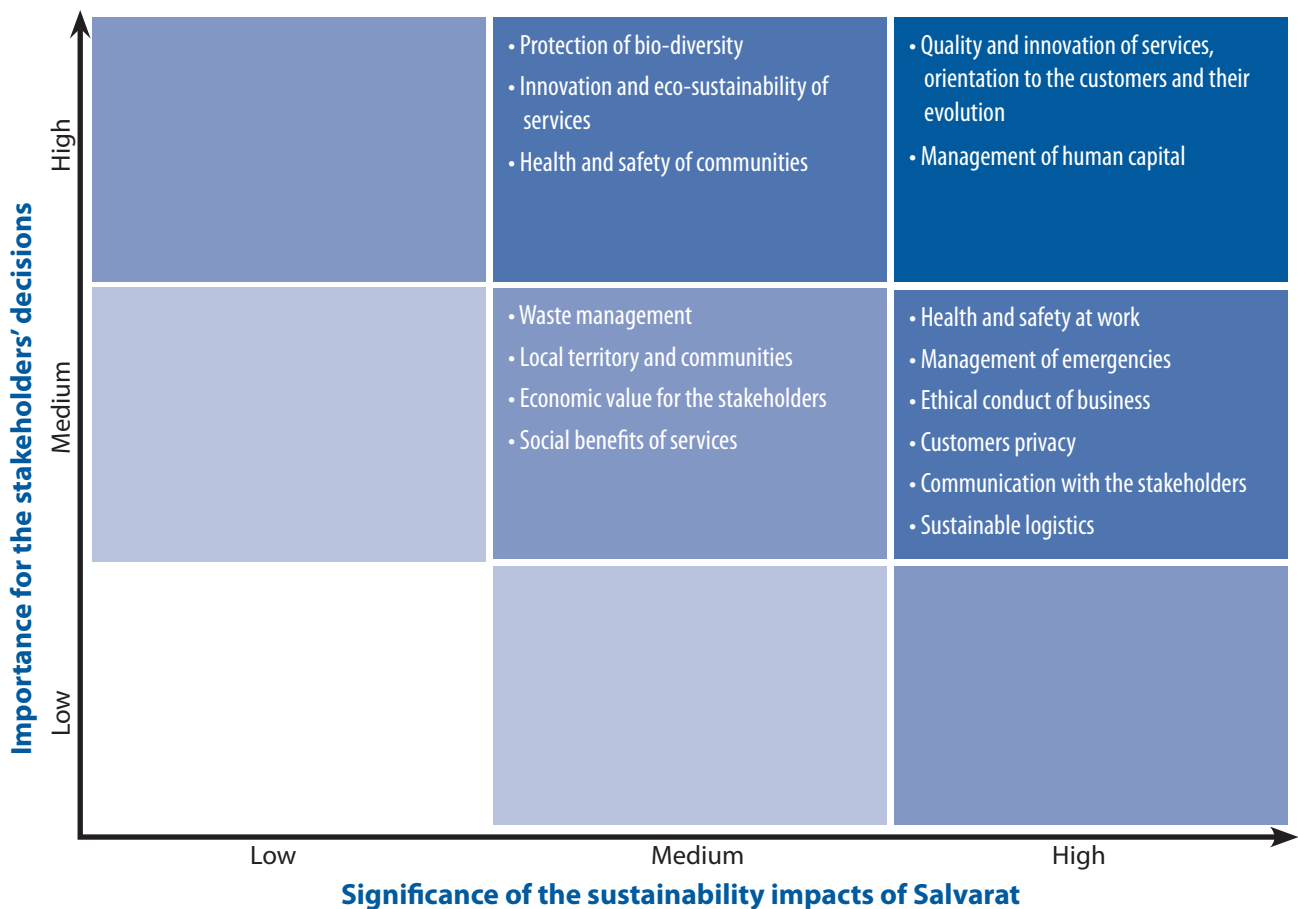 Importance for the stakeholders' decisions
High
Medium
Low
• Protection of bio-diversity
• Innovation and eco-sustainability of
services
• Health and safety of communities
• Quality and innovation of services,
orientation to the customers and their
evolution
• Management of human capital
• Waste management
• Local territory and communities
• Economic value for the stakeholders
• Social benefits of services
• Health and safety at work
• Management of emergencies
• Ethical conduct of business
• Customers privacy
• Communication with the stakeholders
• Sustainable logistics
Low
Medium
High
Significance of the sustainability impacts of Salvarat